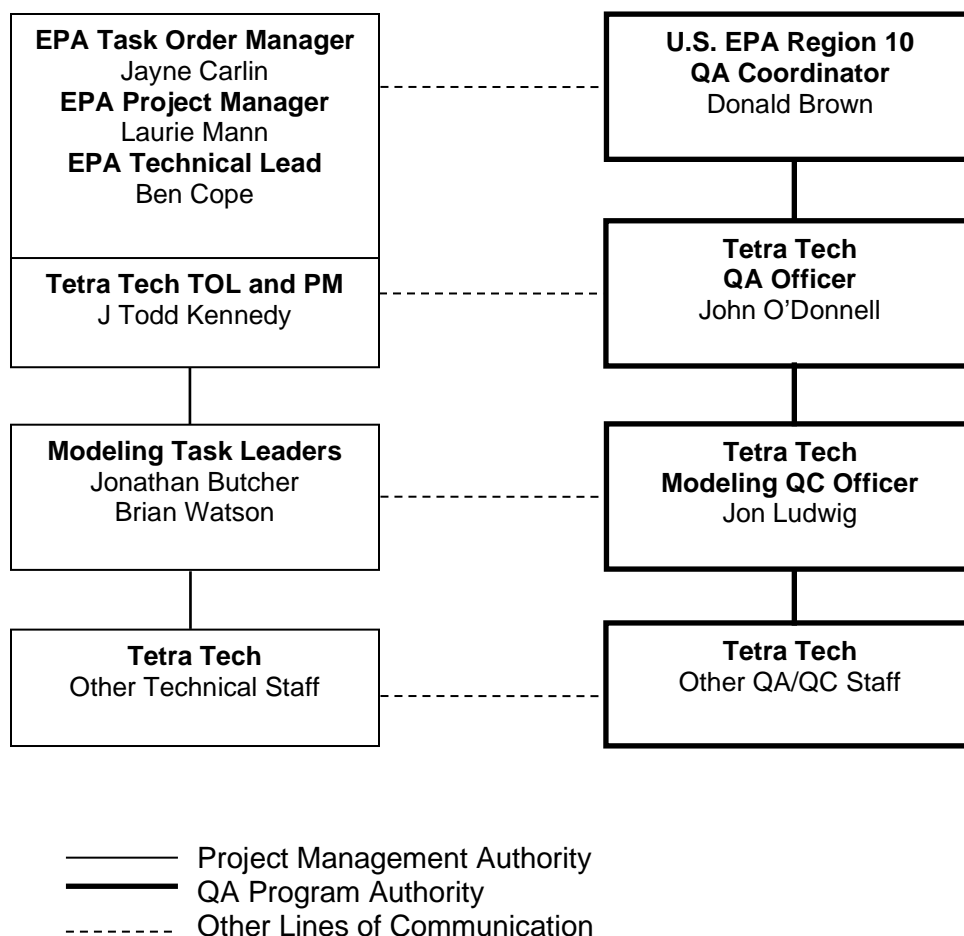 EPA Task Order Manager
Jayne Carlin
EPA Project Manager
Laurie Mann
EPA Technical Lead
Ben Cope
U.S. EPA Region 10
QA Coordinator
Donald Brown
Tetra Tech TOL and PM
J Todd Kennedy
Tetra Tech
QA Officer
John O’Donnell
Modeling Task Leaders
Jonathan Butcher
Brian Watson
Tetra Tech
Modeling QC Officer
Jon Ludwig
Tetra Tech
Other Technical Staff
Tetra Tech
Other QA/QC Staff
Project Management Authority
QA Program Authority
Other Lines of Communication